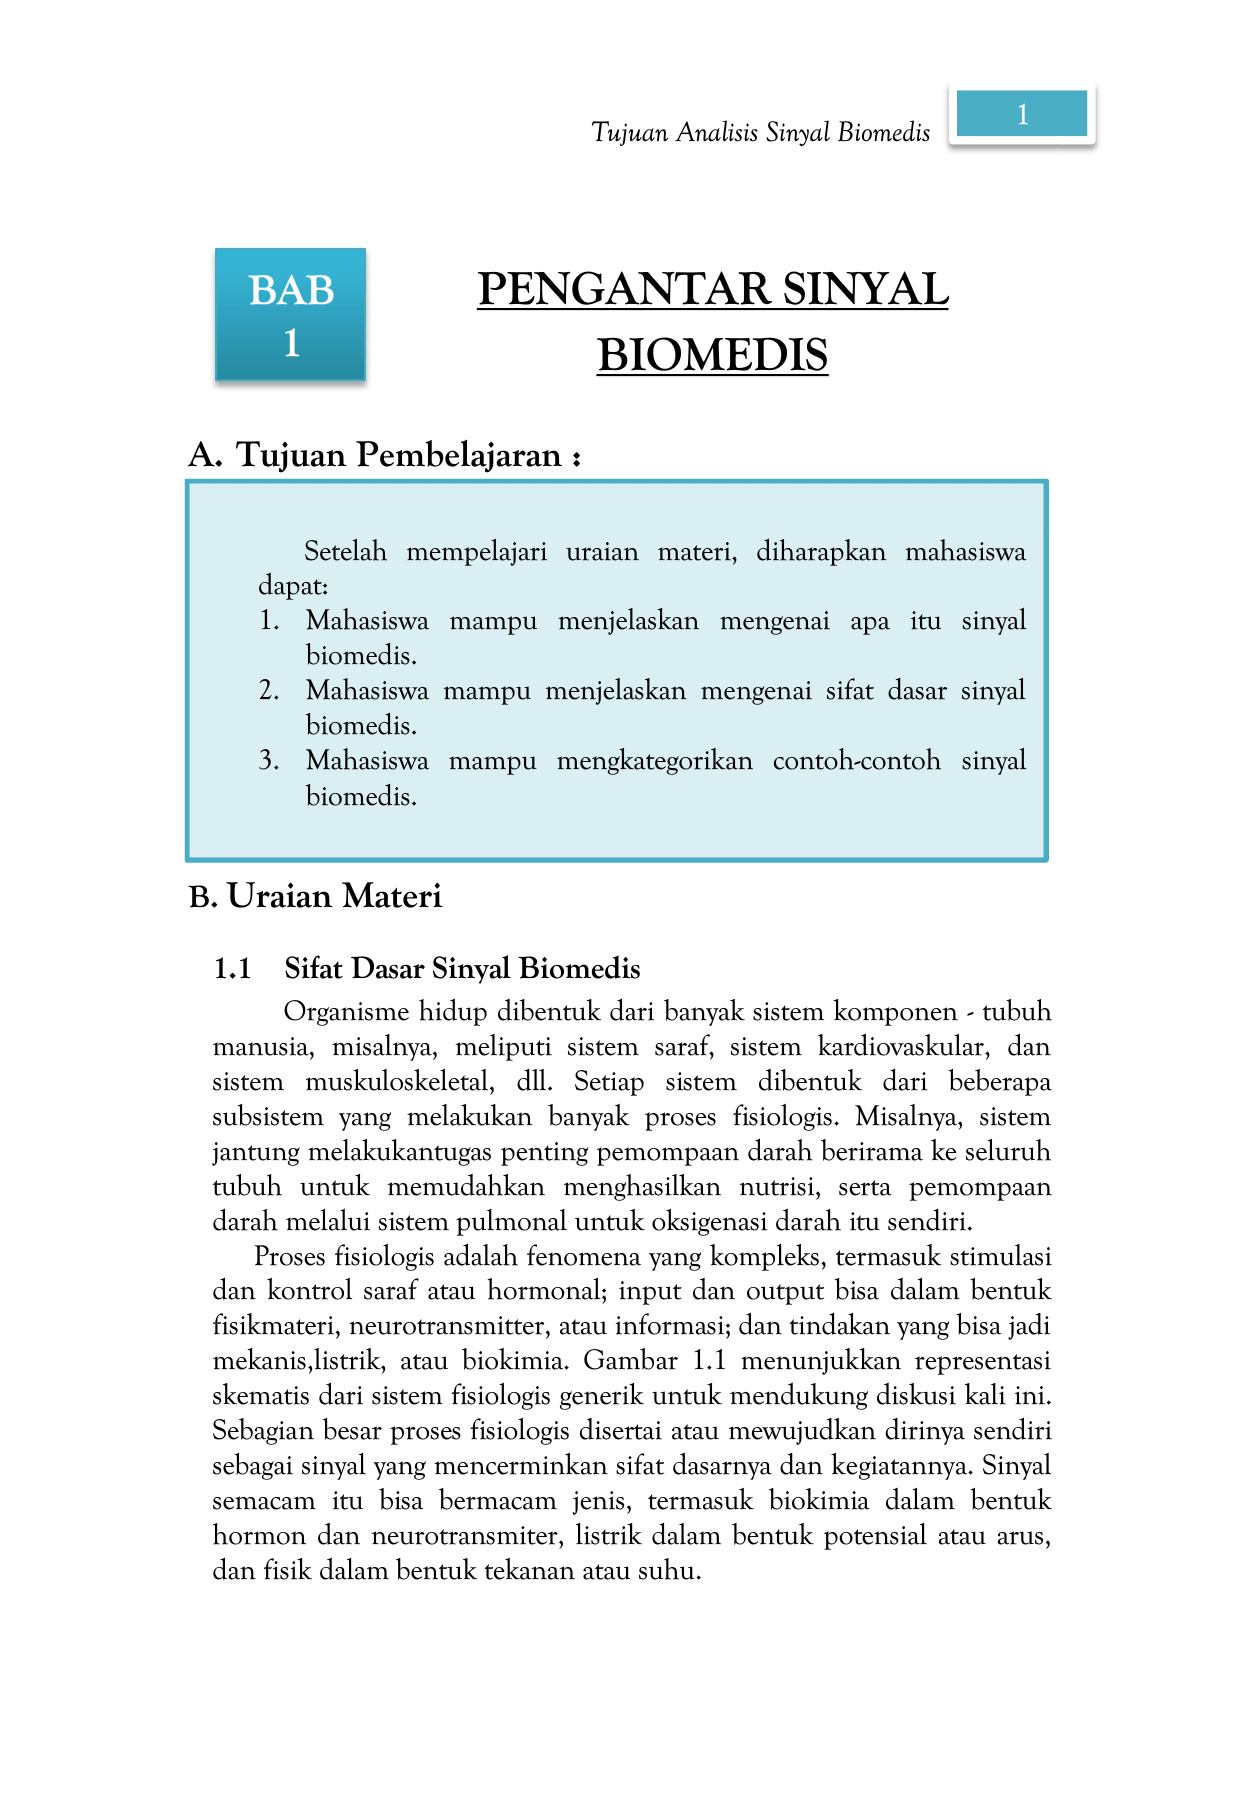 Tujuan Analisis Sinyal Biomedis
1
BAB
1
PENGANTAR SINYAL
BIOMEDIS
A. Tujuan Pembelajaran :
Setelah mempelajari uraian materi, diharapkan mahasiswa
dapat:
1. Mahasiswa mampu menjelaskan mengenai apa itu sinyal
biomedis.
2. Mahasiswa mampu menjelaskan mengenai sifat dasar sinyal
biomedis.
3. Mahasiswa mampu mengkategorikan contoh-contoh sinyal
biomedis.
B. Uraian Materi
1.1 Sifat Dasar Sinyal Biomedis
Organisme hidup dibentuk dari banyak sistem komponen - tubuh
manusia, misalnya, meliputi sistem saraf, sistem kardiovaskular, dan
sistem muskuloskeletal, dll. Setiap sistem dibentuk dari beberapa
subsistem yang melakukan banyak proses fisiologis. Misalnya, sistem
jantung melakukantugas penting pemompaan darah berirama ke seluruh
tubuh untuk memudahkan menghasilkan nutrisi, serta pemompaan
darah melalui sistem pulmonal untuk oksigenasi darah itu sendiri.
Proses fisiologis adalah fenomena yang kompleks, termasuk stimulasi
dan kontrol saraf atau hormonal; input dan output bisa dalam bentuk
fisikmateri, neurotransmitter, atau informasi; dan tindakan yang bisa jadi
mekanis,listrik, atau biokimia. Gambar 1.1 menunjukkan representasi
skematis dari sistem fisiologis generik untuk mendukung diskusi kali ini.
Sebagian besar proses fisiologis disertai atau mewujudkan dirinya sendiri
sebagai sinyal yang mencerminkan sifat dasarnya dan kegiatannya. Sinyal
semacam itu bisa bermacam jenis, termasuk biokimia dalam bentuk
hormon dan neurotransmiter, listrik dalam bentuk potensial atau arus,
dan fisik dalam bentuk tekanan atau suhu.